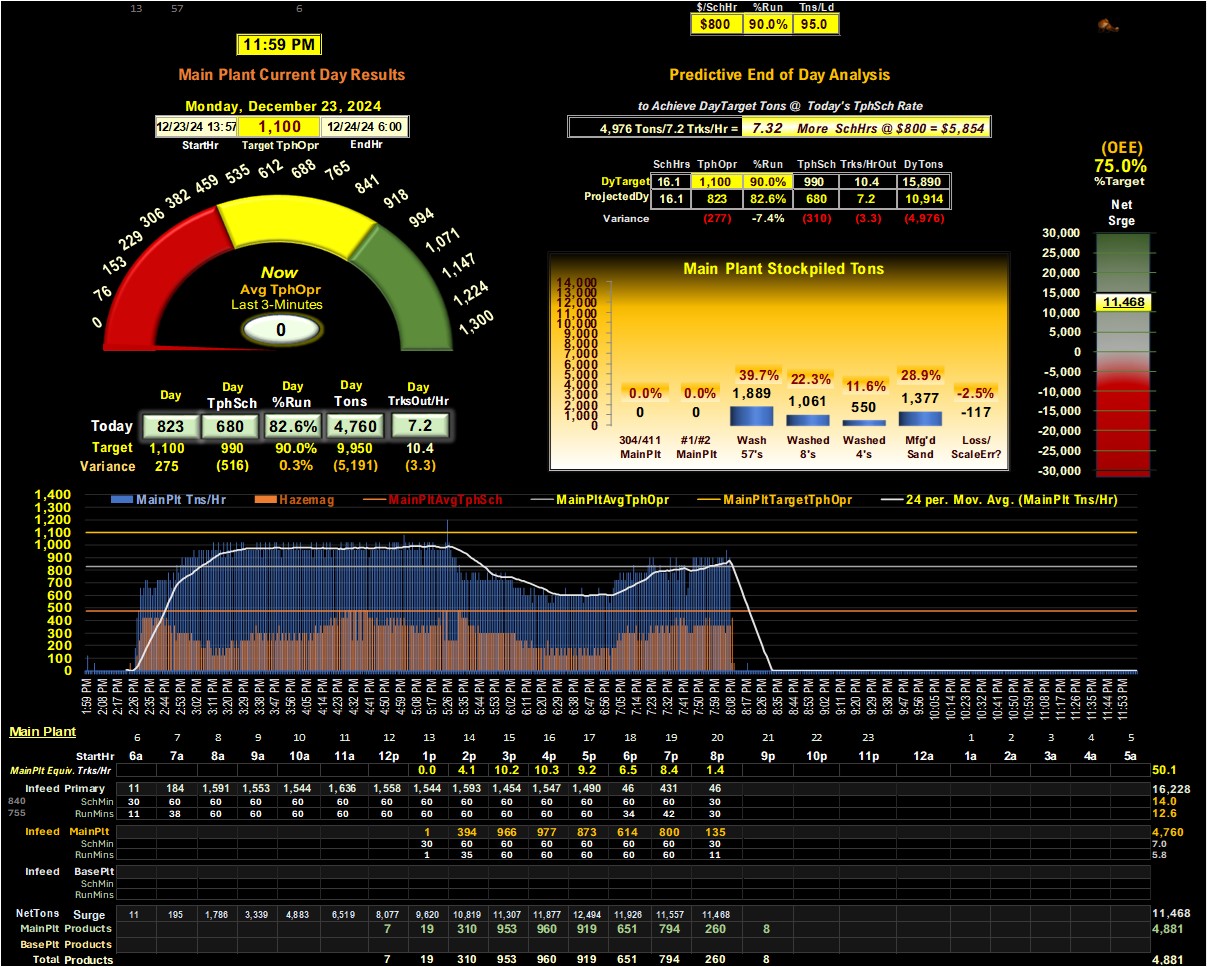 13 57 6
$/SchHr %Run Tns/Ld
$800 90.0% 95.0
11:59 PM
Main Plant Current Day Results
Predictive End of Day Analysis
Monday, December 23, 2024
to Achieve DayTarget Tons @ Today's TphSch Rate
12/23/24 13:57 1,100 12/24/24 6:00
StartHr Target TphOpr EndHr
4,976 Tons/7.2 Trks/Hr = 7.32 More SchHrs @ $800 = $5,854
(OEE)
75.0%
%Target
SchHrs TphOpr %Run TphSch Trks/HrOut DyTons
DyTarget 16.1 1,100 90.0% 990 10.4 15,890
ProjectedDy 16.1 823 82.6% 680 7.2 10,914
Variance (277) -7.4% (310) (3.3) (4,976)
0 76 153 229 306 382 459 535 612 688 765 841 918 994 1,071 1,147 1,224 1,300
Now
Avg TphOpr
Last 3-Minutes
0
Net
Srge
30,000
25,000
20,000
15,000
11,468
10,000
5,000
0
-5,000
-10,000
-15,000
-20,000
-25,000
-30,000
Main Plant Stockpiled Tons
14,000
13,000
12,000
11,000
10,000
9,000
8,000
7,000
6,000
5,000
4,000
3,000
2,000
1,000
0
0.0% 0.0% 39.7% 22.3% 11.6% 28.9% -2.5%
0 0 1,889 1,061 550 1,377 -117
304/411 #1/#2 Wash Washed Washed Mfg'd Loss/
MainPlt MainPlt 57's 8's 4's Sand ScaleErr?
Day Day Day Day Day
TphSch %Run Tons TrksOut/Hr
Today 823 680 82.6% 4,760 7.2
Target 1,100 990 90.0% 9,950 10.4
Variance 275 (516) 0.3% (5,191) (3.3)
MainPlt Tns/Hr Hazemag MainPltAvgTphSch MainPltAvgTphOpr MainPltTargetTphOpr 24 per. Mov. Avg. (MainPlt Tns/Hr)
1,400
1,300
1,200
1,100
1,000
900
800
700
600
500
400
300
200
100
0
1:59 PM 2:08 PM 2:17 PM 2:26 PM 2:35 PM 2:44 PM 2:53 PM 3:02 PM 3:11 PM 3:20 PM 3:29 PM 3:38 PM 3:47 PM 3:56 PM 4:05 PM 4:14 PM 4:23 PM 4:32 PM 4:41 PM 4:50 PM 4:59 PM 5:08 PM 5:17 PM 5:26 PM 5:35 PM 5:44 PM 5:53 PM 6:02 PM 6:11 PM 6:20 PM 6:29 PM 6:38 PM 6:47 PM 6:56 PM 7:05 PM 7:14 PM 7:23 PM 7:32 PM 7:41 PM 7:50 PM 7:59 PM 8:08 PM 8:17 PM 8:26 PM 8:35 PM 8:44 PM 8:53 PM 9:02 PM 9:11 PM 9:20 PM 9:29 PM 9:38 PM 9:47 PM 9:56 PM 10:05 PM 10:14 PM 10:23 PM 10:32 PM 10:41 PM 10:50 PM 10:59 PM 11:08 PM 11:17 PM 11:26 PM 11:35 PM 11:44 PM 11:53 PM
Main Plant
6 7 8 9 10 11 12 13 14 15 16 17 18 19 20 21 22 23 1 2 3 4 5
StartHr 6a 7a 8a 9a 10a 11a 12p 1p 2p 3p 4p 5p 6p 7p 8p 9p 10p 11p 12a 1a 2a 3a 4a 5a
MainPlt Equiv. Trks/Hr 0.0 4.1 10.2 10.3 9.2 6.5 8.4 1.4 50.1
Infeed Primary 11 184 1,591 1,553 1,544 1,636 1,558 1,544 1,593 1,454 1,547 1,490 46 431 46 16,228
840 SchMin 30 60 60 60 60 60 60 60 60 60 60 60 60 60 30 14.0
755 RunMins 11 38 60 60 60 60 60 60 60 60 60 60 34 42 30 12.6
Infeed MainPlt 1 394 966 977 873 614 800 135 4,760
SchMin 30 60 60 60 60 60 60 30 7.0
RunMins 1 35 60 60 60 60 60 11 5.8
Infeed BasePlt
SchMin
RunMins
NetTons Surge 11 195 1,786 3,339 4,883 6,519 8,077 9,620 10,819 11,307 11,877 12,494 11,926 11,557 11,468 11,468
MainPlt Products 7 19 310 953 960 919 651 794 260 8 4,881
BasePlt Products
Total Products 7 19 310 953 960 919 651 794 260 8 4,881